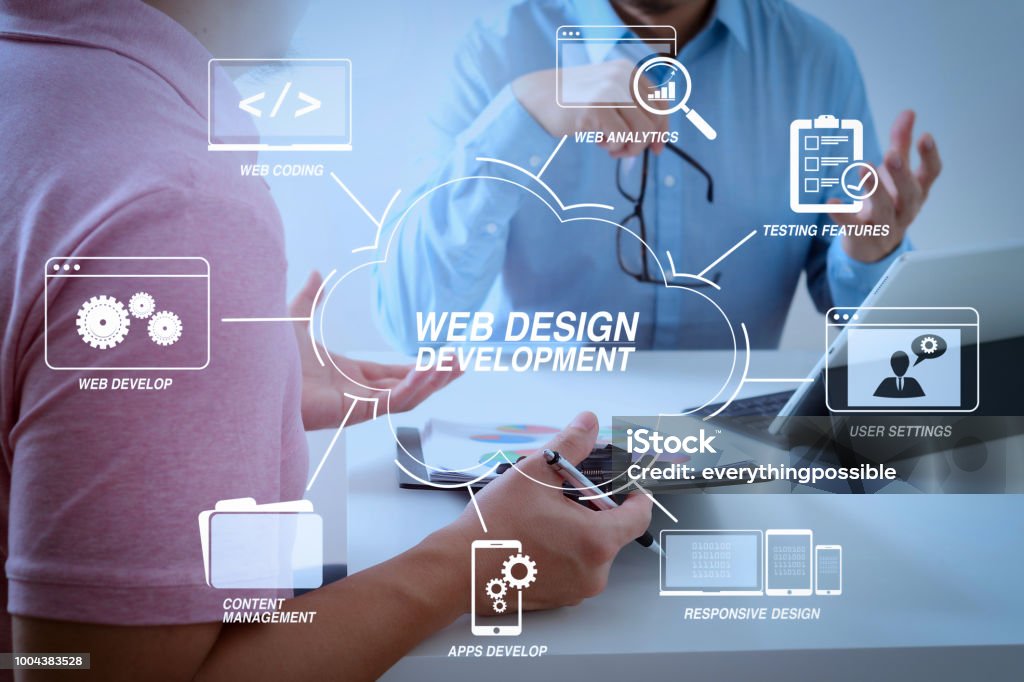 WEB CODING
WEB ANALYTICS
TESTING FEATURES
WEB DEVELOP
WEB DESIGN
DEVELOPMENT
USER SETTINGS
iStock™
Credit: everythingpossible
CONTENT
MANAGEMENT
APPS DEVELOP
RESPONSIVE DESIGN
1004383528